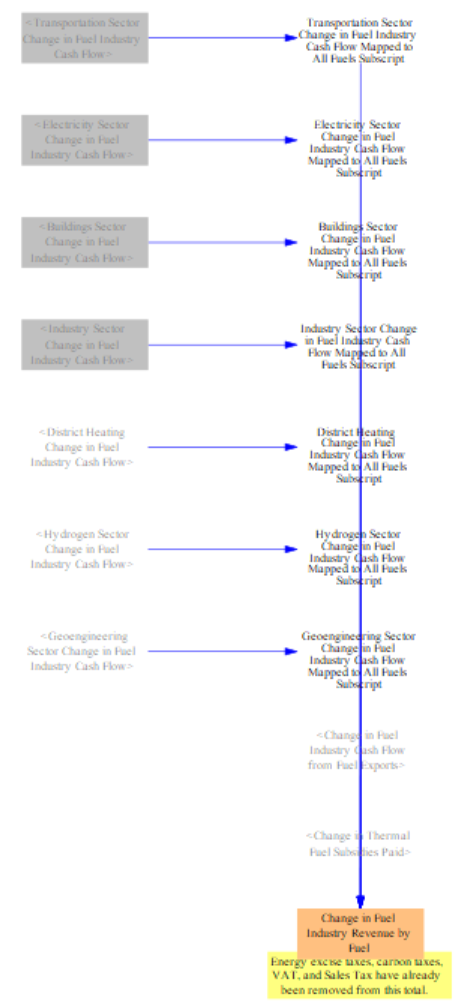 <Transportation Sector
Change in Fuel Industry
Cash Flow>
Transportation Sector
Change in Fuel Industry
Cash Flow Mapped to
All Fuels Subscript
<Electricity Sector
Change in Fuel
Industry Cash Flow>
Electricity Sector
Change in Fuel
Industry Cash Flow
Mapped to All Fuels
Subscript
<Buildings Sector
Change in Fuel
Industry Cash Flow>
Buildings Sector
Change in Fuel
Industry Cash Flow
Mapped to All Fuels
Subscript
<Industry Sector
Change in Fuel
Industry Cash Flow>
Industry Sector Change
in Fuel Industry Cash
Flow Mapped to All
Fuels Subscript
<District Heating
Change in Fuel
Industry Cash Flow>
District Heating
Change in Fuel
Industry Cash Flow
Mapped to All Fuels
Subscript
<Hydrogen Sector
Change in Fuel
Industry Cash Flow>
Hydrogen Sector
Change in Fuel
Industry Cash Flow
Mapped to All Fuels
Subscript
<Geoengineering
Sector Change in Fuel
Industry Cash Flow>
Geoengineering Sector
Change in Fuel
Industry Cash Flow
Mapped to All Fuels
Subscript
<Change in Fuel
Industry Cash Flow
from Fuel Exports>
<Change in Thermal
Fuel Subsidies Paid>
Change in Fuel
Industry Revenue by
Fuel
Energy excise taxes, carbon taxes,
VAT, and Sales Tax have already
been removed from this total.